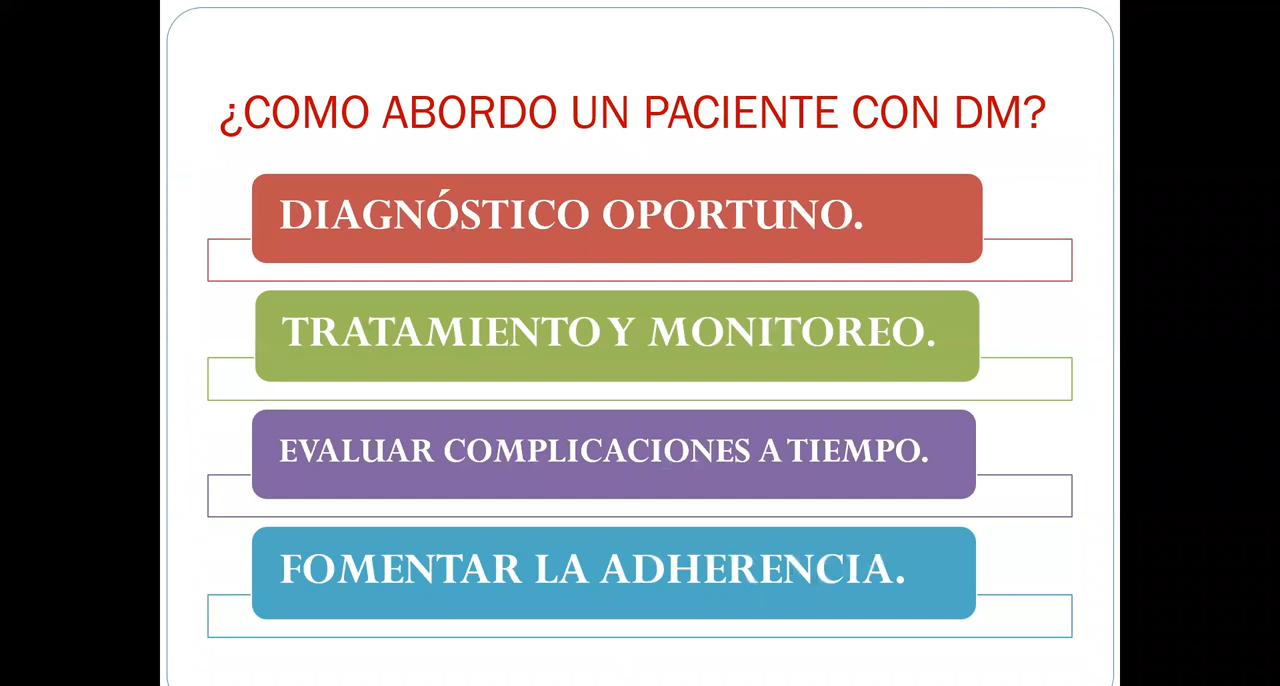 ¿COMO ABORDO UN PACIENTE CON DM?
DIAGNÓSTICO OPORTUNO.
TRATAMIENTO Y MONITOREO.
EVALUAR COMPLICACIONES A TIEMPO.
FOMENTAR LA ADHERENCIA.